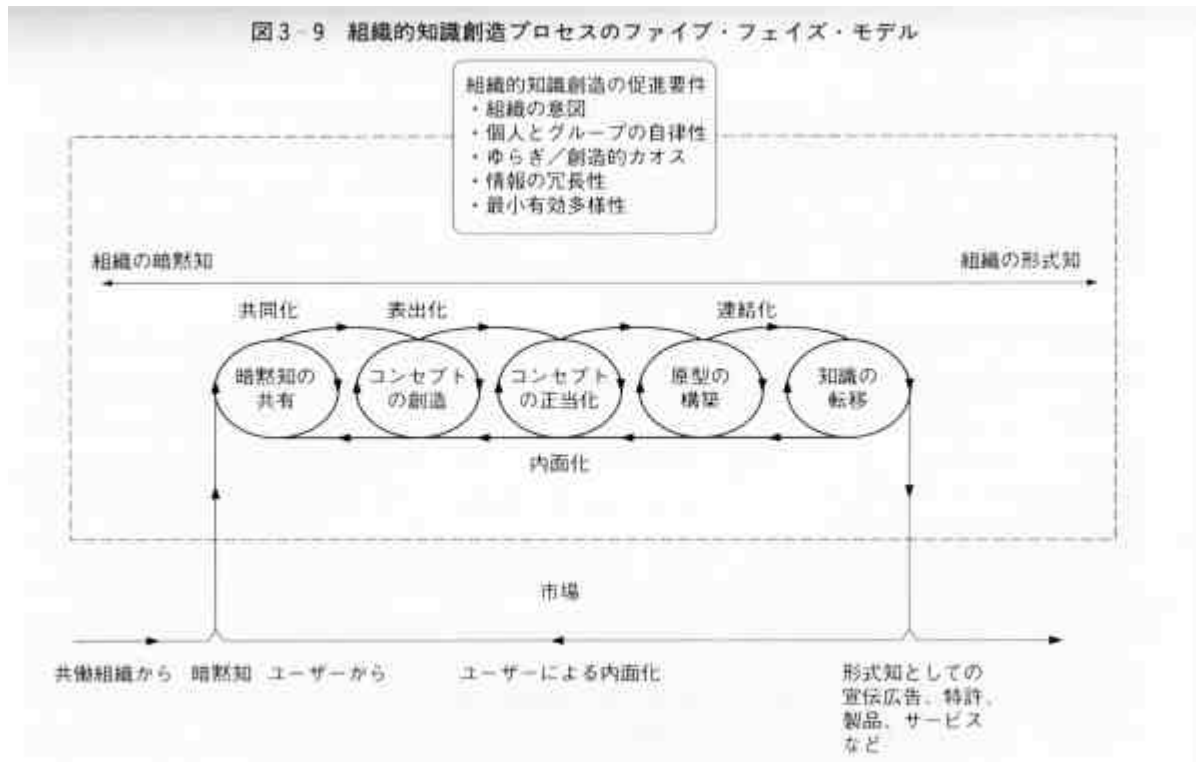 図3-9 組織的知識創造プロセスのファイブ・フェイズ・モデル
組織的知識創造の促進要件
・組織の意図
・個人とグループの自律性
・ゆらぎ/創造的カオス
・情報の冗長性
・最小有効多様性
組織の暗黙知
組織の形式知
共同化
表出化
連結化
暗黙知の
共有
コンセプト
の創造
コンセプト
の正当化
原型の
構築
知識の
転移
内面化
市場
共働組織から 暗黙知 ユーザーから
ユーザーによる内面化
形式知としての
宣伝広告、特許、
製品、サービス
など